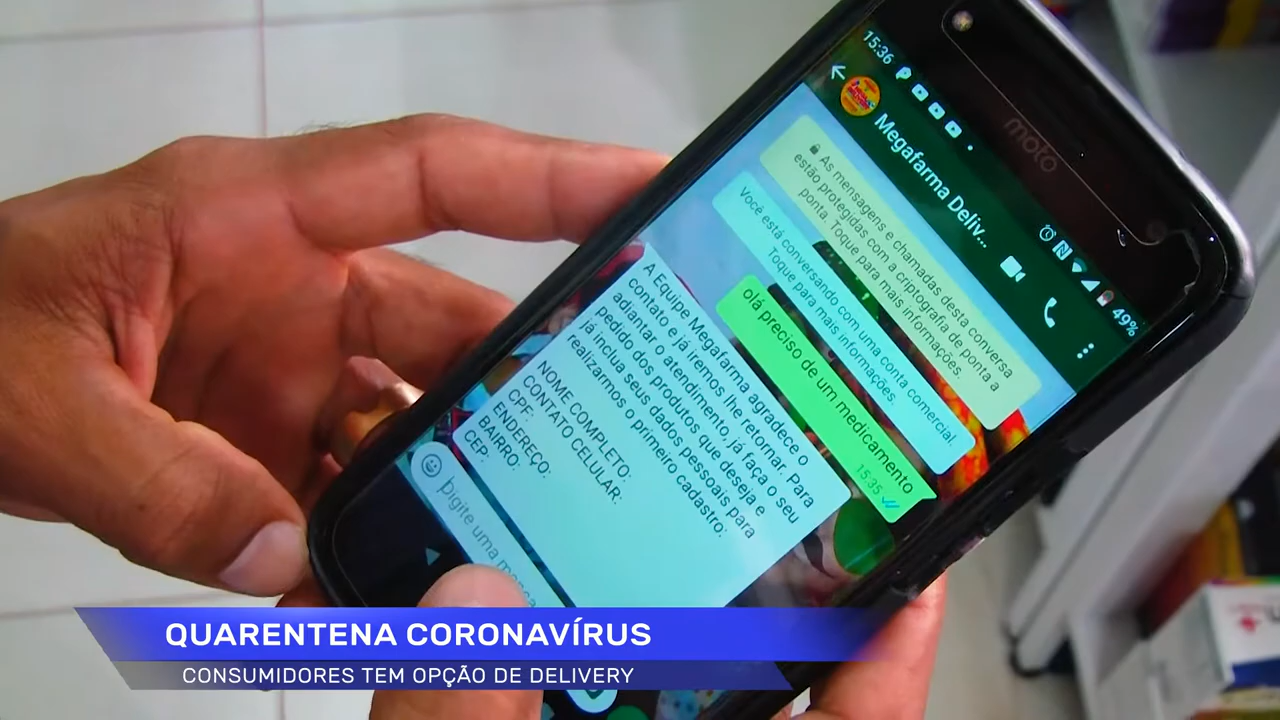 15:36
49%
moto
Megafarma Deliv...
As mensagens e chamadas desta conversa
estão protegidas com a criptografia de ponta a
ponta. Toque para mais informações.
Você está conversando com uma conta comercial.
Toque para mais informações.
olá preciso de um medicamento
15:35
A Equipe Megafarma agradece o
contato e já iremos lhe retornar. Para
adiantar o atendimento, já faça o seu
pedido dos produtos que deseja e
já inclua seus dados pessoais para
realizarmos o primeiro cadastro:
NOME COMPLETO:
CONTATO CELULAR:
CPF:
ENDEREÇO:
BAIRRO:
CEP:
Digite uma mensa
QUARENTENA CORONAVÍRUS
CONSUMIDORES TEM OPÇÃO DE DELIVERY